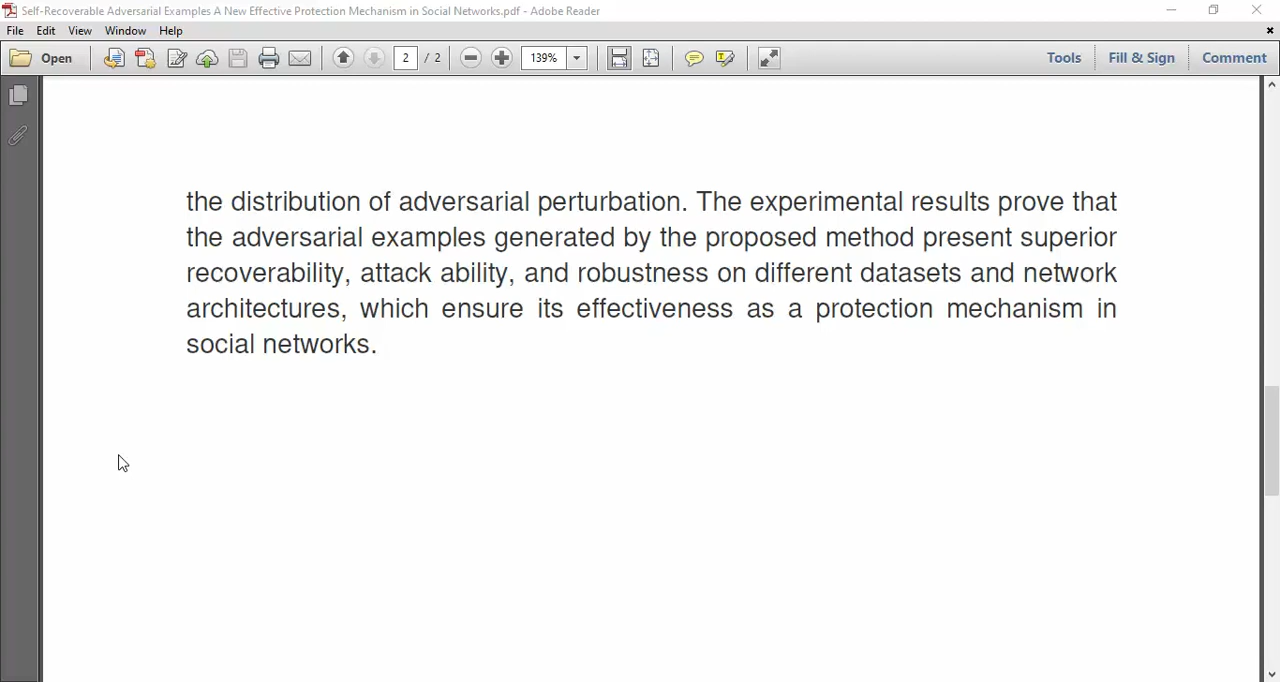 Self-Recoverable Adversarial Examples A New Effective Protection Mechanism in Social Networks.pdf - Adobe Reader
File Edit View Window Help
Open 2 / 2 139% Tools Fill & Sign Comment
the distribution of adversarial perturbation. The experimental results prove that
the adversarial examples generated by the proposed method present superior
recoverability, attack ability, and robustness on different datasets and network
architectures, which ensure its effectiveness as a protection mechanism in
social networks.